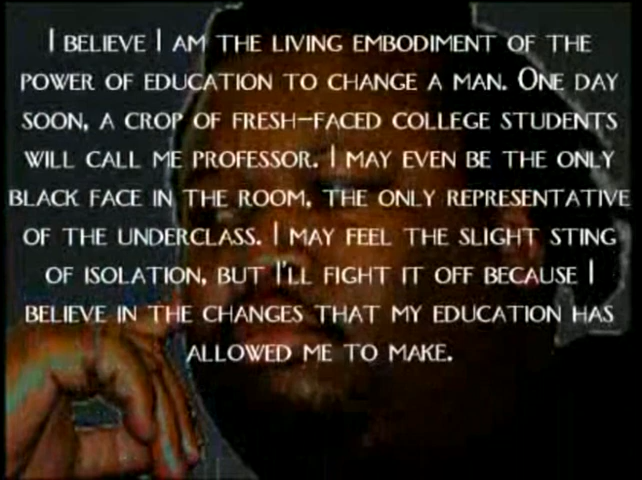 I believe I am the living embodiment of the
power of education to change a man. One day
soon, a crop of fresh-faced college students
will call me professor. I may even be the only
black face in the room, the only representative
of the underclass. I may feel the slight sting
of isolation, but I'll fight it off because I
believe in the changes that my education has
allowed me to make.